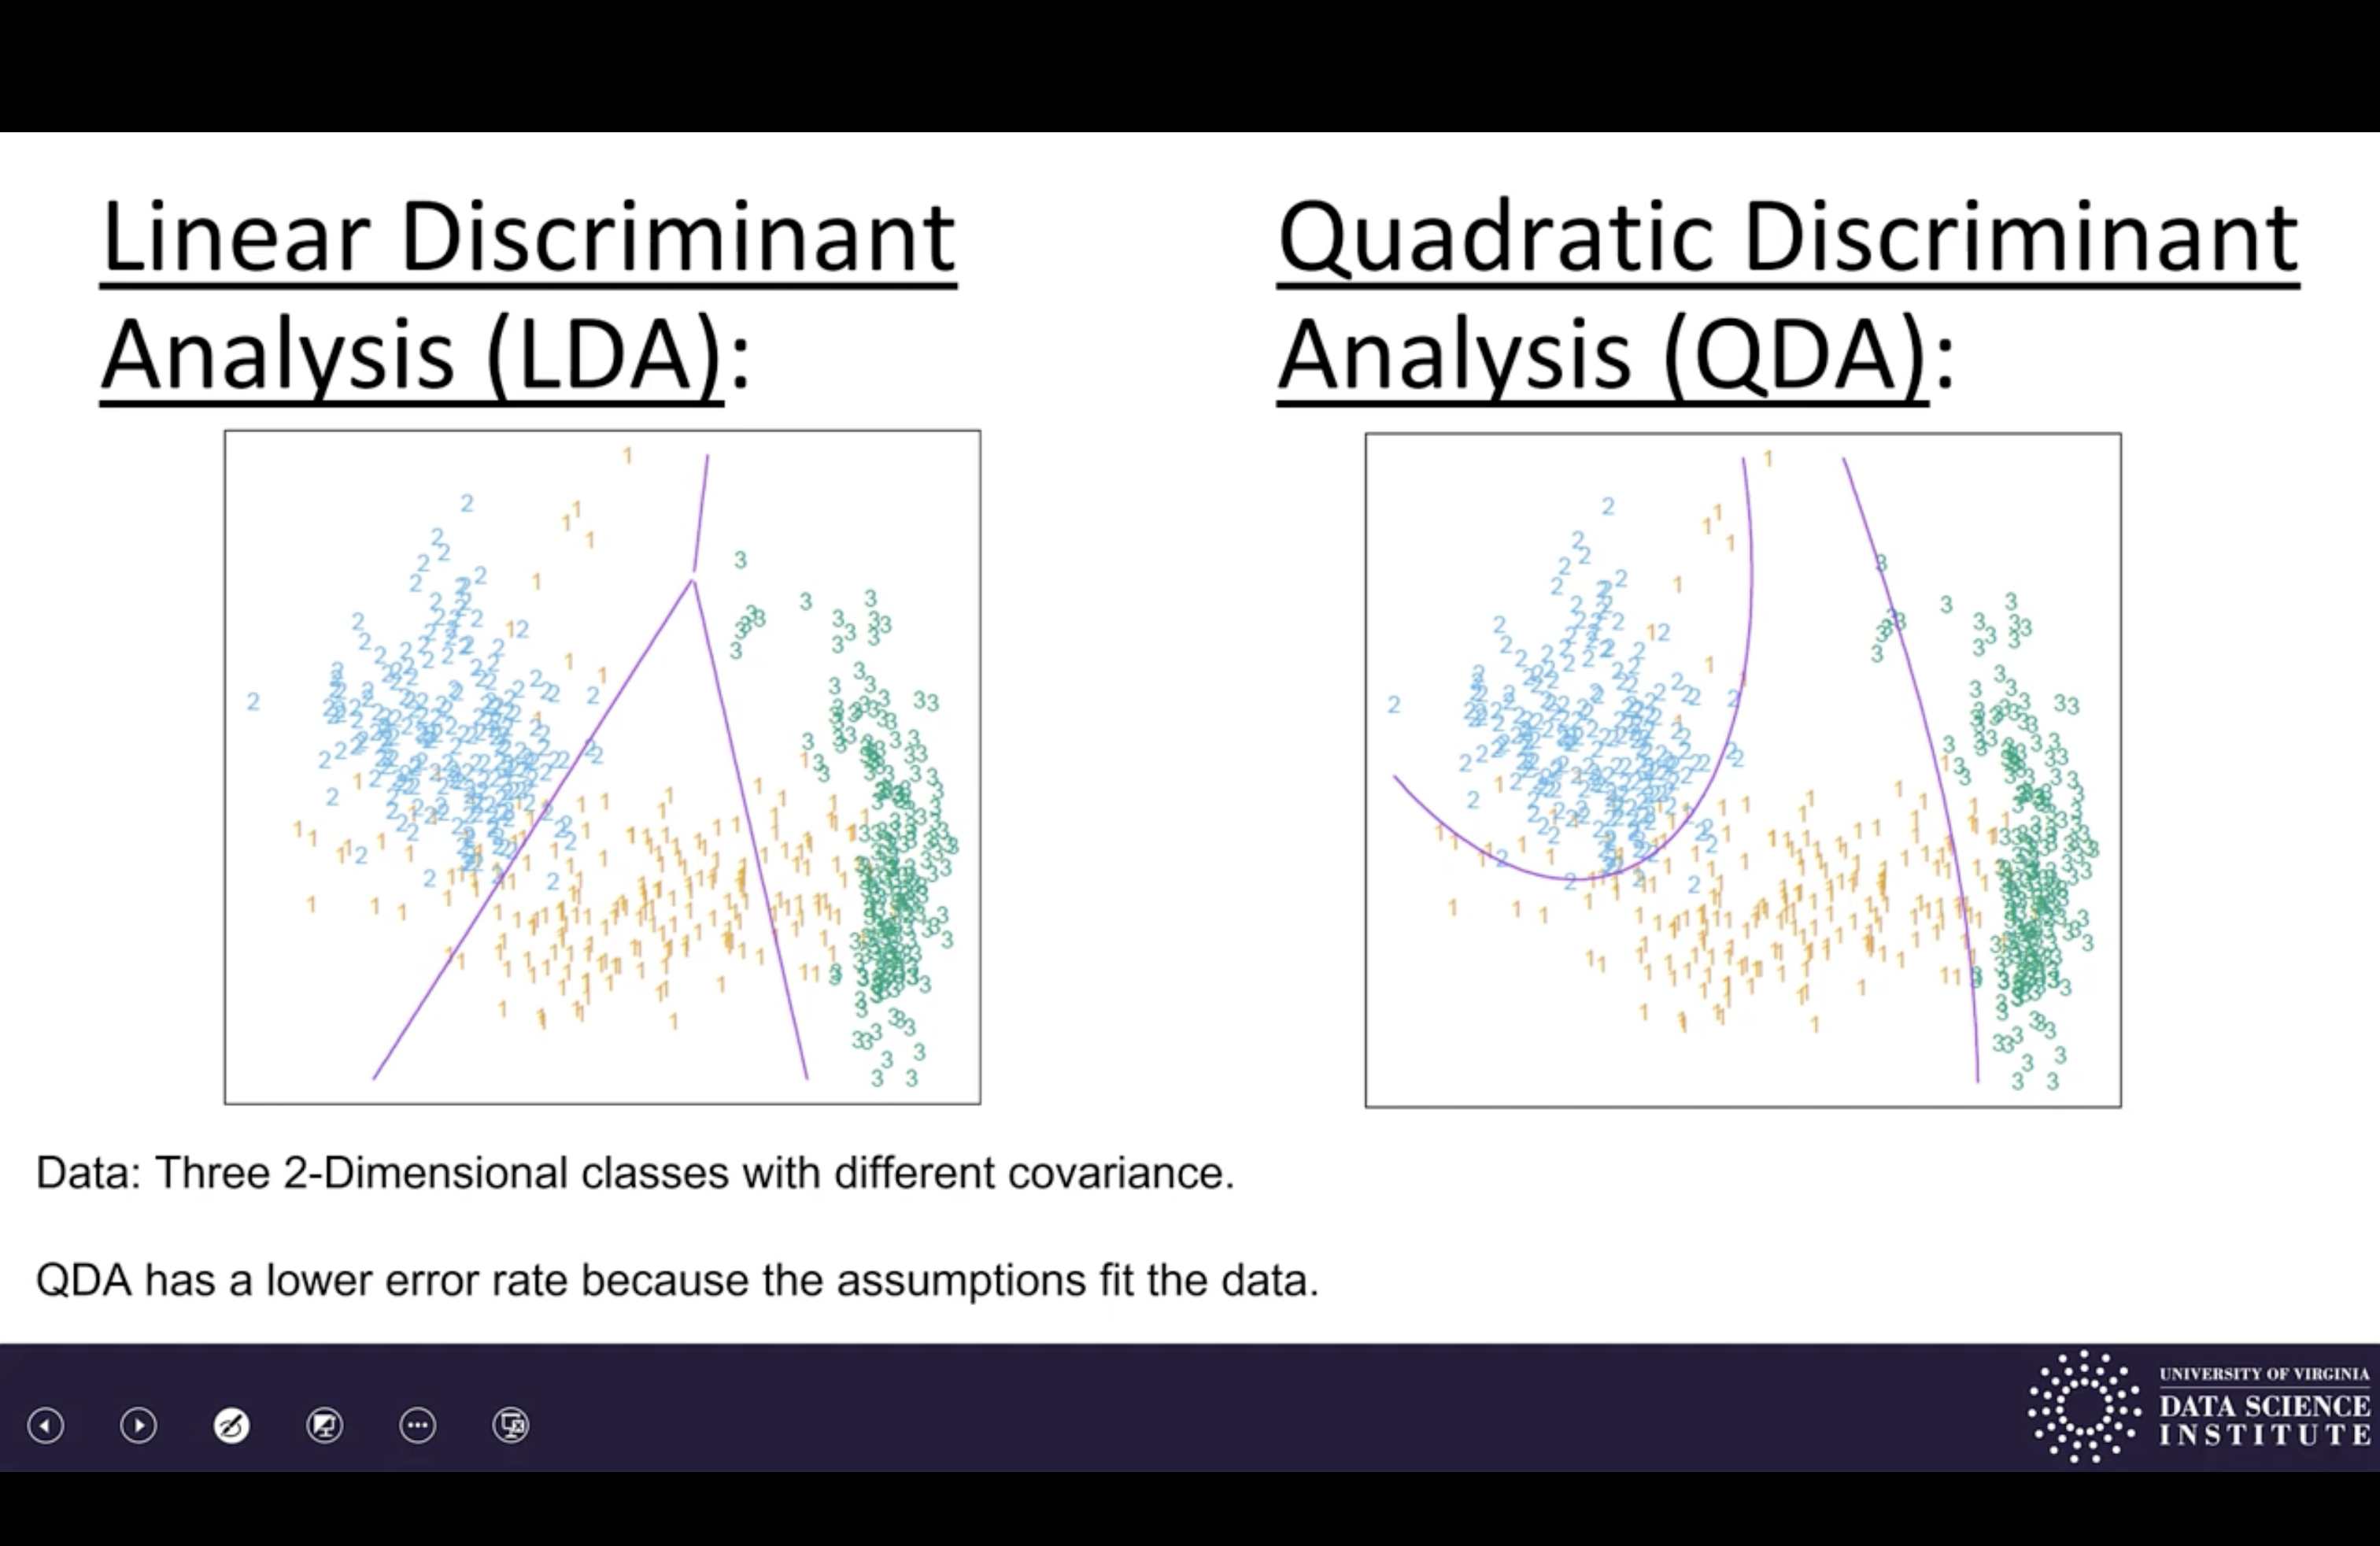 Linear Discriminant
Analysis (LDA):
Quadratic Discriminant
Analysis (QDA):
Data: Three 2-Dimensional classes with different covariance.
QDA has a lower error rate because the assumptions fit the data.
UNIVERSITY OF VIRGINIA
DATA SCIENCE
INSTITUTE